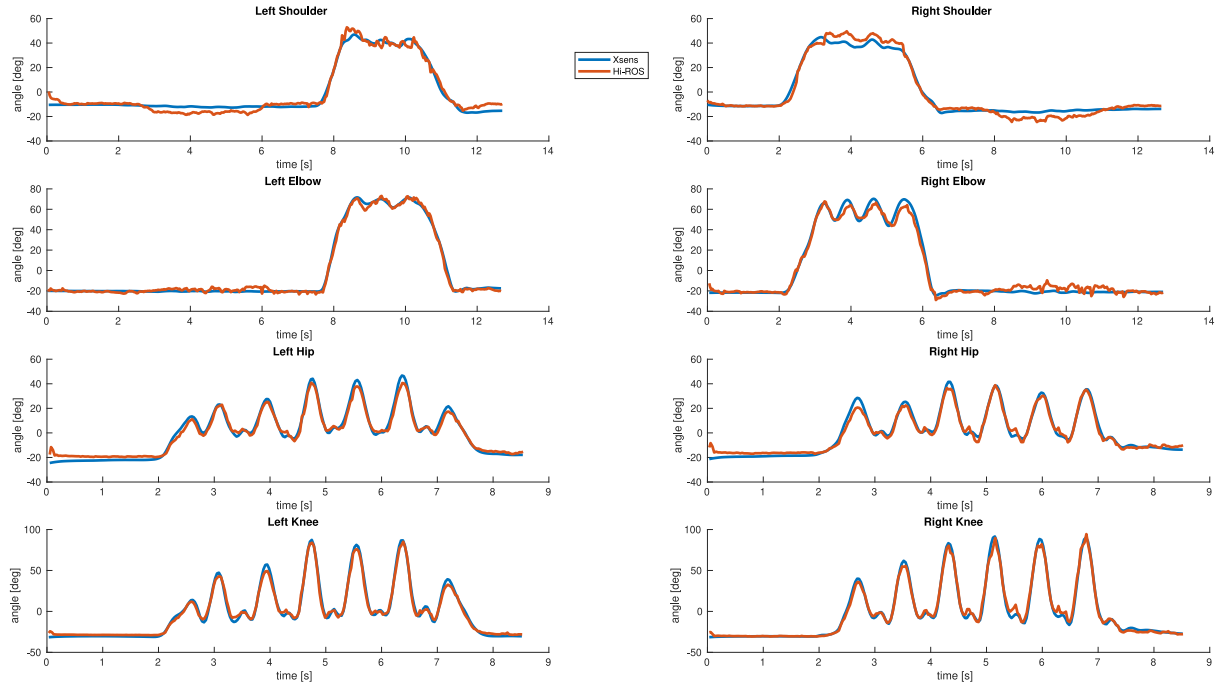 Left Shoulder
60
40
20
0
-20
-40
angle [deg]
0 2 4 6 8 10 12 14
time [s]
Right Shoulder
60
40
20
0
-20
-40
angle [deg]
0 2 4 6 8 10 12 14
time [s]
Xsens
Hi-ROS
Left Elbow
80
60
40
20
0
-20
-40
angle [deg]
0 2 4 6 8 10 12 14
time [s]
Right Elbow
80
60
40
20
0
-20
-40
angle [deg]
0 2 4 6 8 10 12 14
time [s]
Left Hip
60
40
20
0
-20
-40
angle [deg]
0 1 2 3 4 5 6 7 8 9
time [s]
Right Hip
60
40
20
0
-20
-40
angle [deg]
0 1 2 3 4 5 6 7 8 9
time [s]
Left Knee
100
50
0
-50
angle [deg]
0 1 2 3 4 5 6 7 8 9
time [s]
Right Knee
100
50
0
-50
angle [deg]
0 1 2 3 4 5 6 7 8 9
time [s]